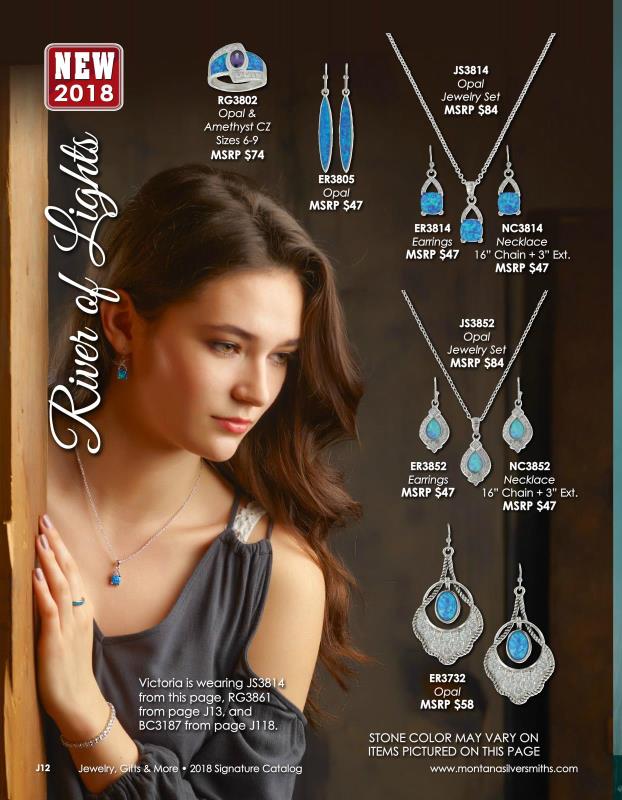 NEW
2018
River of Lights
RG3802
Opal &
Amethyst CZ
Sizes 6-9
MSRP $74
ER3805
Opal
MSRP $47
JS3814
Opal
Jewelry Set
MSRP $84
ER3814
Earrings
MSRP $47
NC3814
Necklace
16" Chain + 3" Ext.
MSRP $47
JS3852
Opal
Jewelry Set
MSRP $84
ER3852
Earrings
MSRP $47
NC3852
Necklace
16" Chain + 3" Ext.
MSRP $47
ER3732
Opal
MSRP $58
Victoria is wearing JS3814
from this page, RG3861
from page J13, and
BC3187 from page J118.
STONE COLOR MAY VARY ON
ITEMS PICTURED ON THIS PAGE
J12 Jewelry, Gifts & More • 2018 Signature Catalog www.montanasilversmiths.com